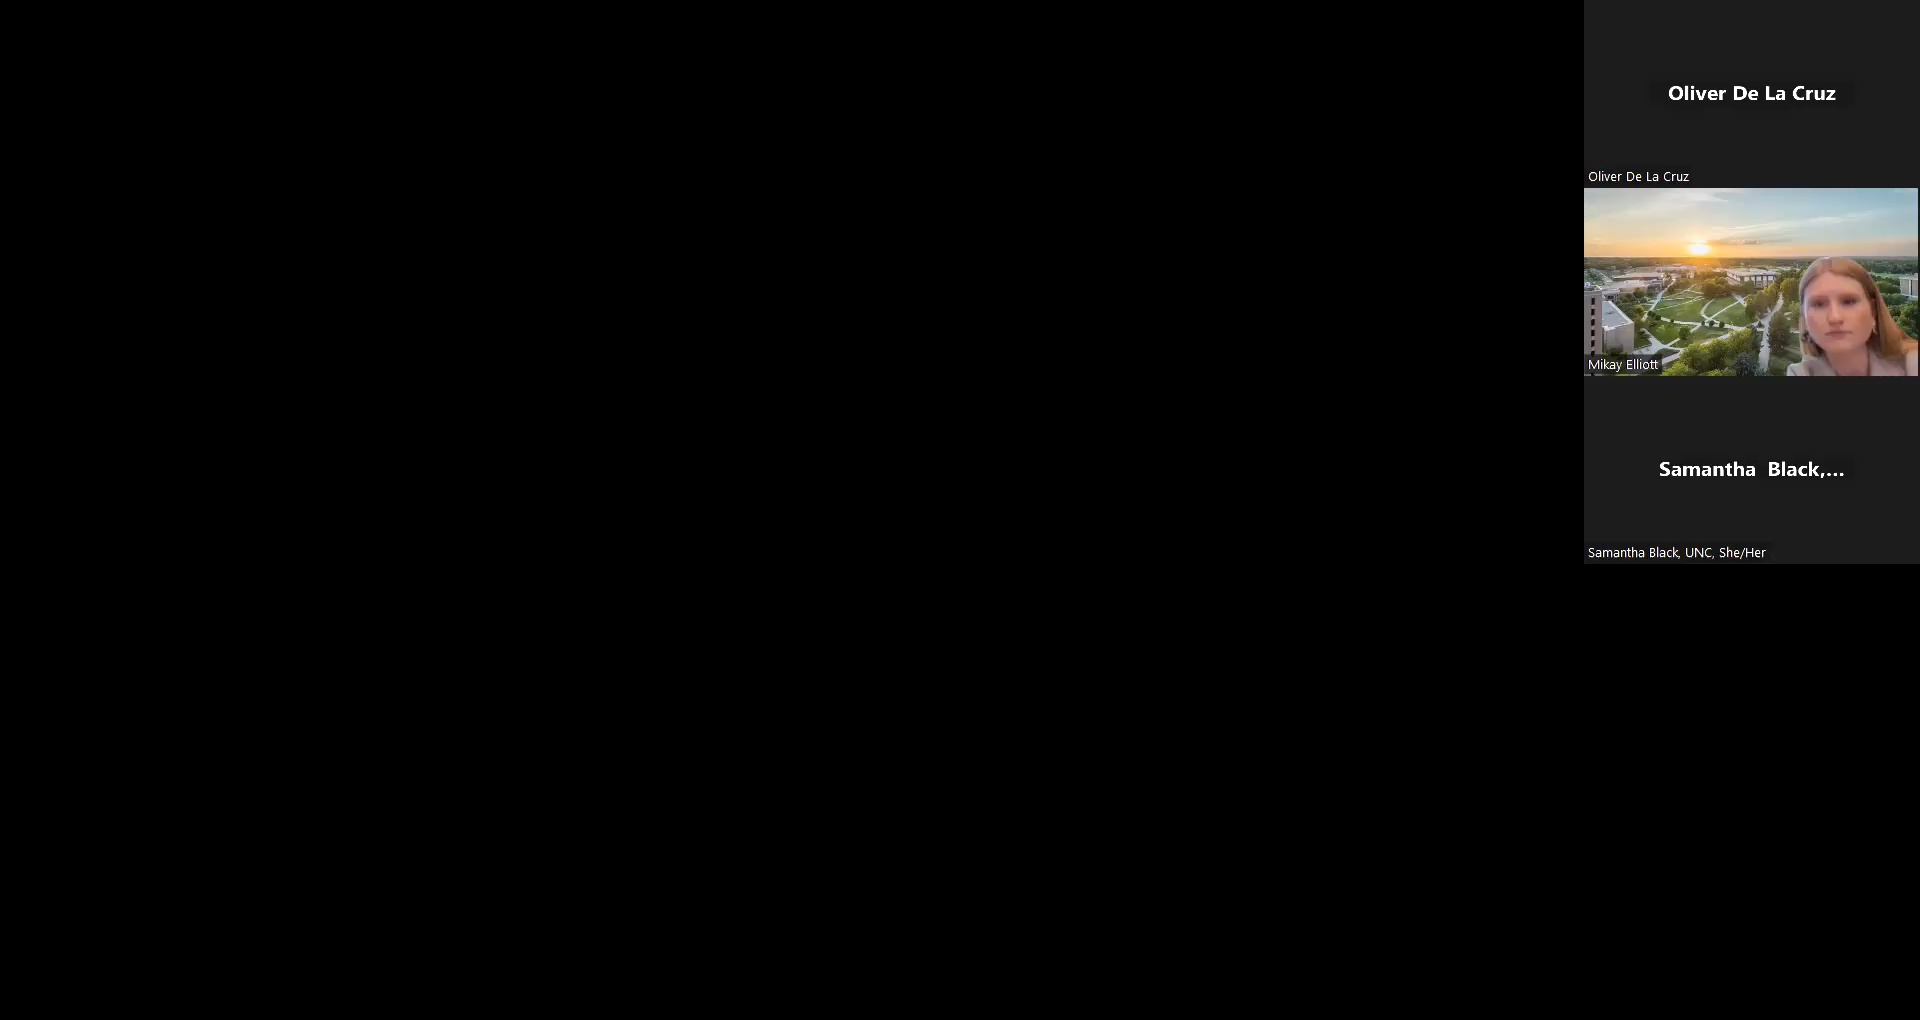 Oliver De La Cruz
Oliver De La Cruz
Mikay Elliott
Samantha Black,...
Samantha Black, UNC, She/Her